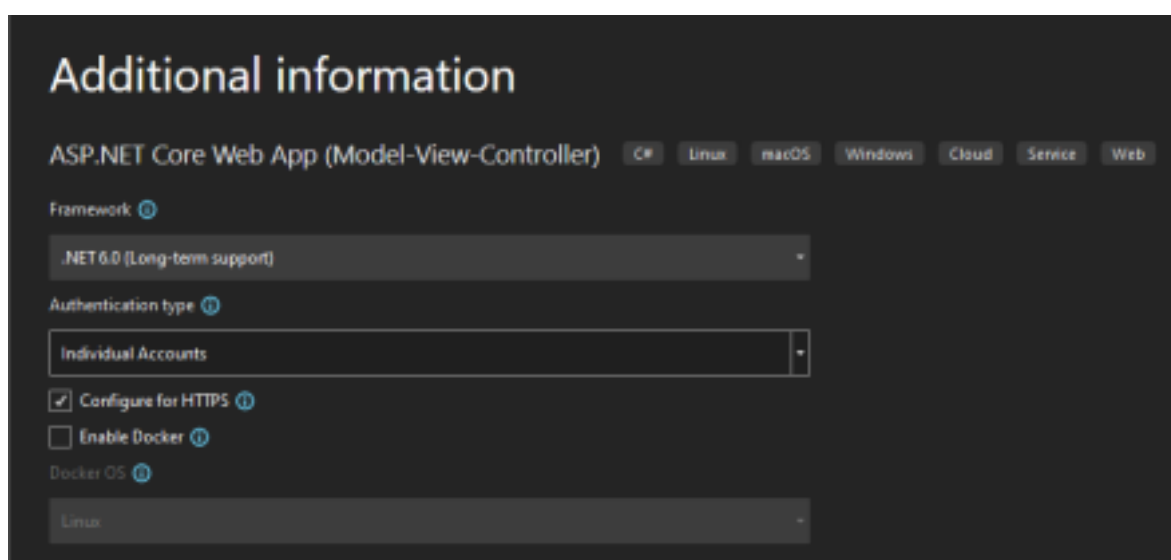 Additional information
ASP.NET Core Web App (Model-View-Controller) C# Linux macOS Windows Cloud Service Web
Framework
.NET 6.0 (Long-term support)
Authentication type
Individual Accounts
Configure for HTTPS
Enable Docker
Docker OS
Linux